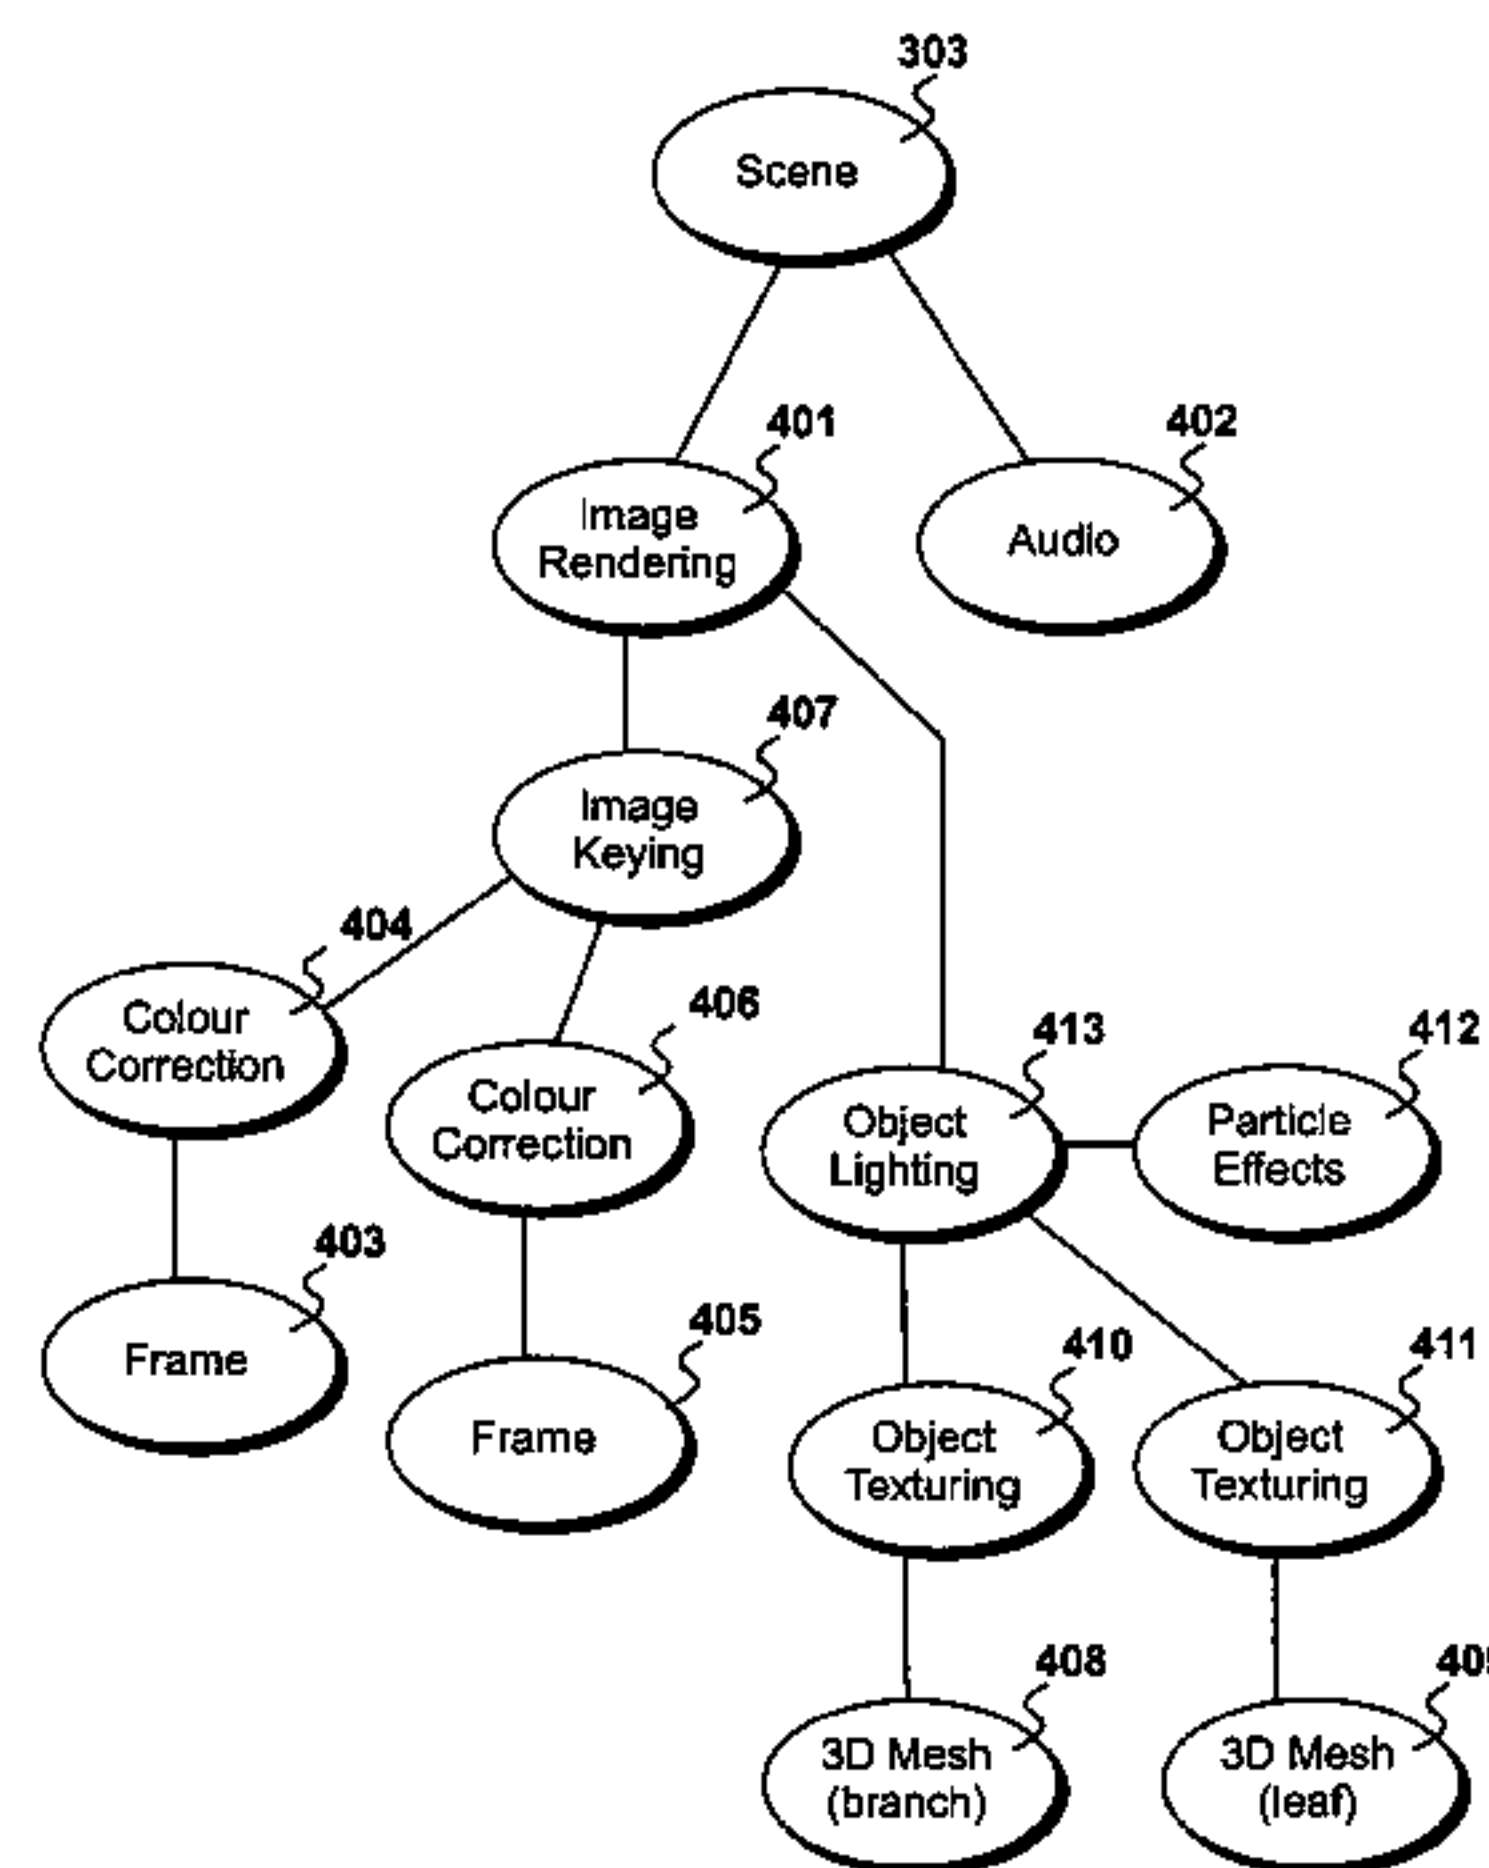 303
Scene
401
402
Image
Rendering
Audio
407
Image
Keying
404
Colour
Correction
406
Colour
Correction
413
412
Object
Lighting
Particle
Effects
403
Frame
405
Frame
410
411
Object
Texturing
Object
Texturing
408
3D Mesh
(branch)
3D Mesh
(leaf)